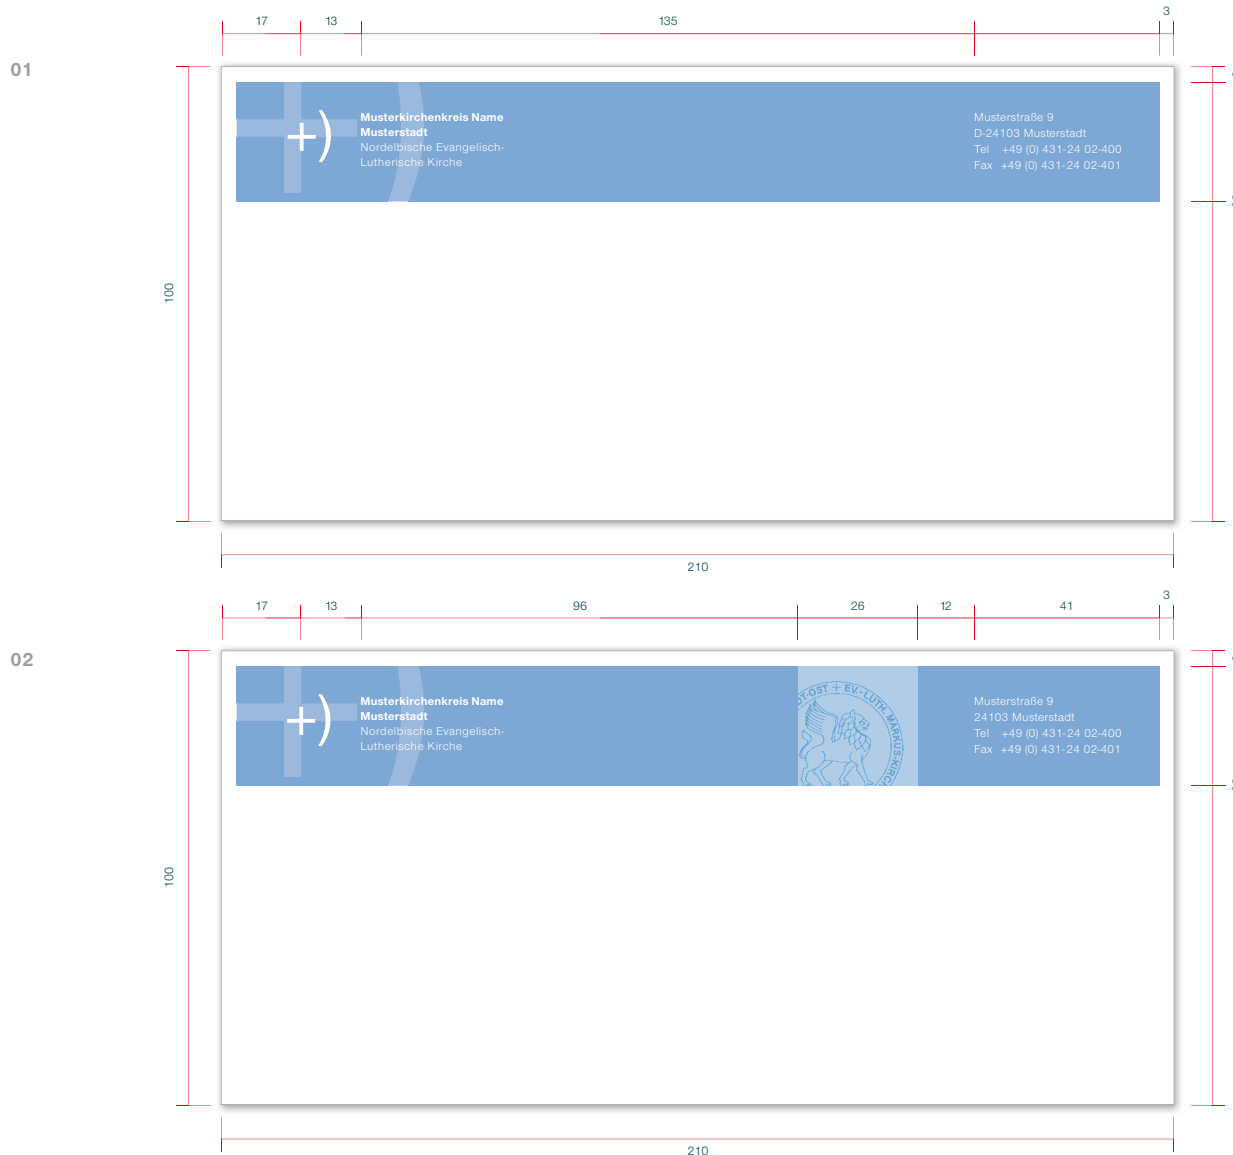 17 13 135 3
01
+)
Musterkirchenkreis Name
Musterstadt
Nordelbische Evangelisch-
Lutherische Kirche
Musterstraße 9
D-24103 Musterstadt
Tel +49 (0) 431-24 02-400
Fax +49 (0) 431-24 02-401
100
210
17 13 96 26 12 41 3
02
+)
Musterkirchenkreis Name
Musterstadt
Nordelbische Evangelisch-
Lutherische Kirche
DT-OST + EV.-LUTH. MARKUS-KIRCH
Musterstraße 9
24103 Musterstadt
Tel +49 (0) 431-24 02-400
Fax +49 (0) 431-24 02-401
100
210